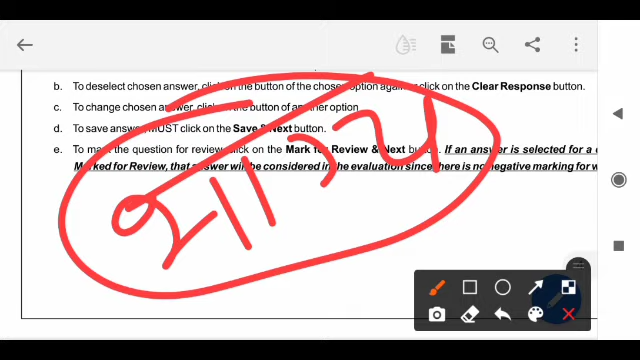 b. To deselect chosen answer, click on the button of the chosen option again or click on the Clear Response button.
c. To change chosen answer, click on the button of another option
d. To save answer, MUST click on the Save & Next button.
e. To mark the question for review, click on the Mark for Review & Next button. If an answer is selected for a
Marked for Review, that answer will be considered in the evaluation since there is no negative marking for w